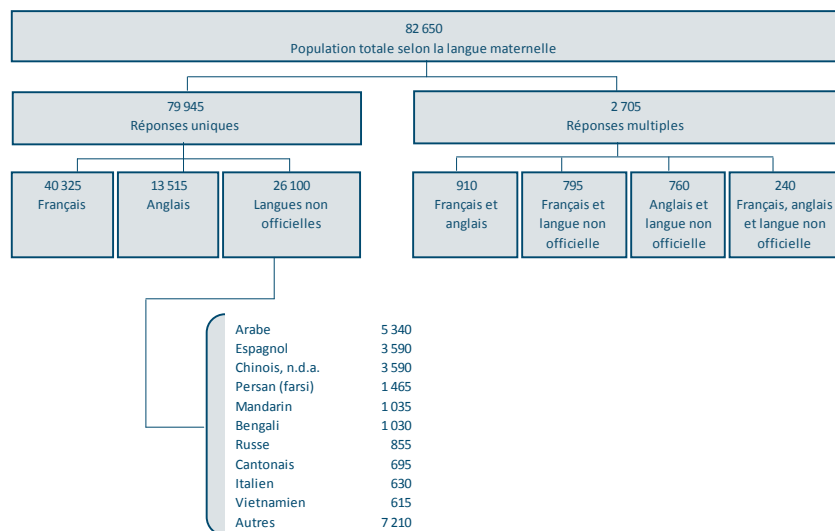 82 650
Population totale selon la langue maternelle
79 945
Réponses uniques
2 705
Réponses multiples
40 325
Français
13 515
Anglais
26 100
Langues non
officielles
910
Français et
anglais
795
Français et
langue non
officielle
760
Anglais et
langue non
officielle
240
Français, anglais
et langue non
officielle
Arabe 5 340
Espagnol 3 590
Chinois, n.d.a. 3 590
Persan (farsi) 1 465
Mandarin 1 035
Bengali 1 030
Russe 855
Cantonais 695
Italien 630
Vietnamien 615
Autres 7 210